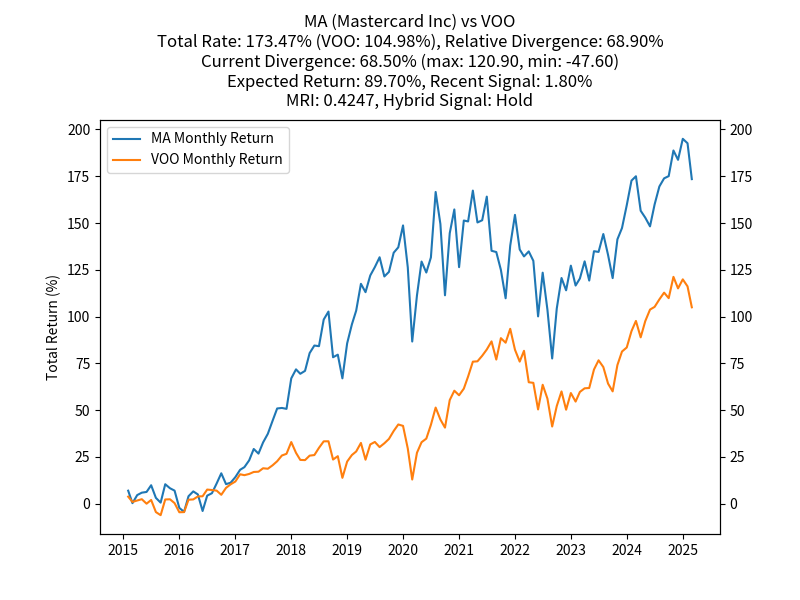 MA (Mastercard Inc) vs VOO
Total Rate: 173.47% (VOO: 104.98%), Relative Divergence: 68.90%
Current Divergence: 68.50% (max: 120.90, min: -47.60)
Expected Return: 89.70%, Recent Signal: 1.80%
MRI: 0.4247, Hybrid Signal: Hold
MA Monthly Return
VOO Monthly Return
Total Return (%)
200
175
150
125
100
75
50
25
0
200
175
150
125
100
75
50
25
0
2015 2016 2017 2018 2019 2020 2021 2022 2023 2024 2025